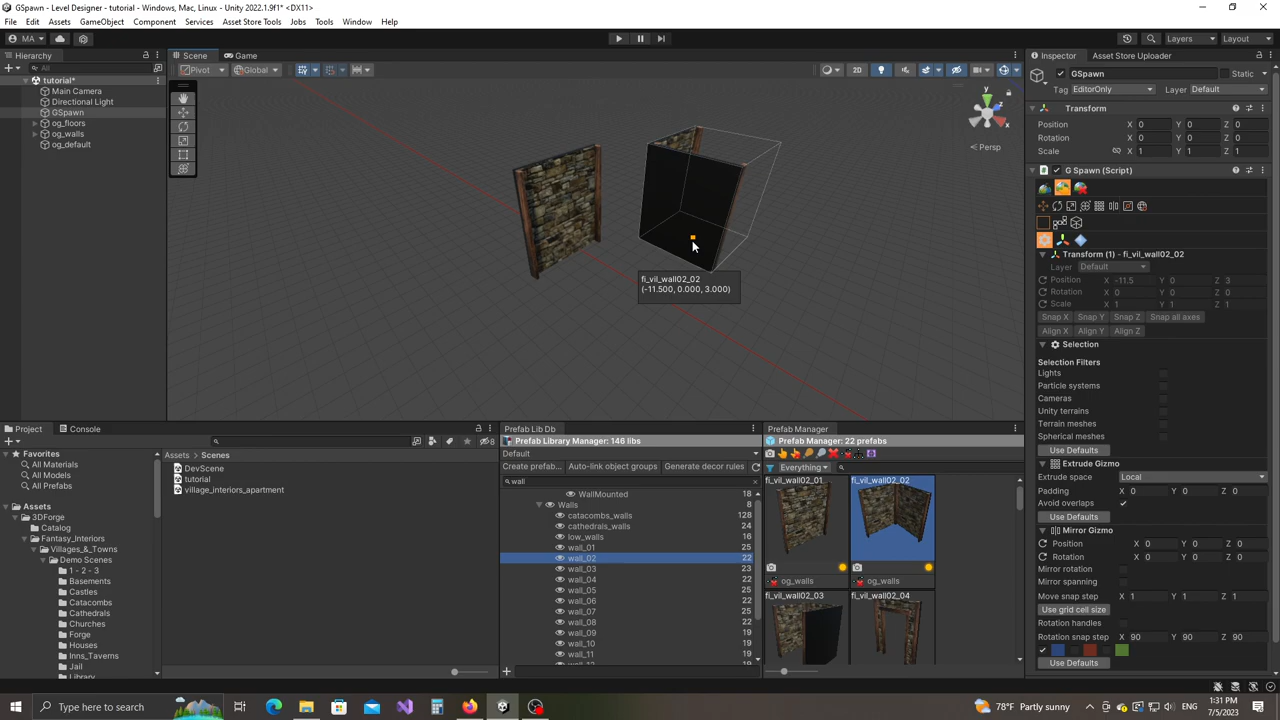 GSpawn - Level Designer - tutorial - Windows, Mac, Linux - Unity 2022.1.9f1* <DX11>
File Edit Assets GameObject Component Services Asset Store Tools Jobs Tools Window Help
MA Layers Layout
Hierarchy
All
tutorial*
Main Camera
Directional Light
GSpawn
og_floors
og_walls
og_default
Scene Game
Pivot Global 2D
y
z
x
Persp
fi_vil_wall02_02
(-11.500, 0.000, 3.000)
Inspector Asset Store Uploader
GSpawn Static
Tag EditorOnly Layer Default
Transform
Position X 0 Y 0 Z 0
Rotation X 0 Y 0 Z 0
Scale X 1 Y 1 Z 1
G Spawn (Script)
Transform (1) - fi_vil_wall02_02
Layer Default
Position X -11.5 Y 0 Z 3
Rotation X 0 Y 0 Z 0
Scale X 1 Y 1 Z 1
Snap X Snap Y Snap Z Snap all axes
Align X Align Y Align Z
Selection
Selection Filters
Lights
Particle systems
Cameras
Unity terrains
Terrain meshes
Spherical meshes
Use Defaults
Extrude Gizmo
Extrude space Local
Padding X 0 Y 0 Z 0
Avoid overlaps
Use Defaults
Mirror Gizmo
Position X 0 Y 0 Z 0
Rotation X 0 Y 0 Z 0
Mirror rotation
Mirror spanning
Move snap step X 1 Y 1 Z 1
Use grid cell size
Rotation handles
Rotation snap step X 90 Y 90 Z 90
Use Defaults
Project Console
8
Favorites
All Materials
All Models
All Prefabs
Assets
3DForge
Catalog
Fantasy_Interiors
Villages_&_Towns
Demo Scenes
1 - 2 - 3
Basements
Castles
Catacombs
Cathedrals
Churches
Forge
Houses
Inns_Taverns
Jail
Library
Assets Scenes
DevScene
tutorial
village_interiors_apartment
Prefab Lib Db
Prefab Library Manager: 146 libs
Default
Create prefab... Auto-link object groups Generate decor rules
wall
WallMounted 18
Walls 8
catacombs_walls 128
cathedrals_walls 24
low_walls 16
wall_01 25
wall_02 22
wall_03 23
wall_04 22
wall_05 25
wall_06 22
wall_07 25
wall_08 22
wall_09 19
wall_10 19
wall_11 19
Prefab Manager
Prefab Manager: 22 prefabs
Everything
fi_vil_wall02_01 fi_vil_wall02_02
og_walls og_walls
fi_vil_wall02_03 fi_vil_wall02_04
Type here to search
78°F Partly sunny
1:31 PM
7/5/2023